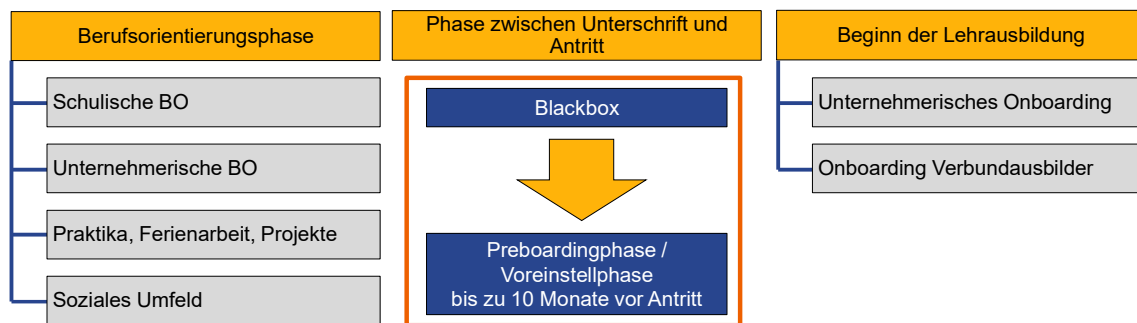 Berufsorientierungsphase
Schulische BO
Unternehmerische BO
Praktika, Ferienarbeit, Projekte
Soziales Umfeld
Phase zwischen Unterschrift und
Antritt
Blackbox
Preboardingphase /
Voreinstellphase
bis zu 10 Monate vor Antritt
Beginn der Lehrausbildung
Unternehmerisches Onboarding
Onboarding Verbundausbilder